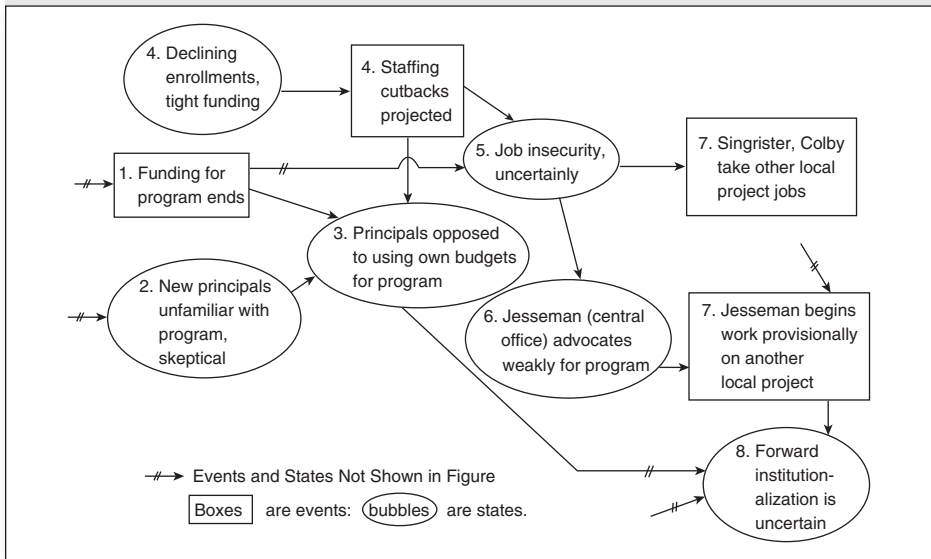 4. Declining
enrollments,
tight funding
4. Staffing
cutbacks
projected
5. Job insecurity,
uncertainly
7. Singrister, Colby
take other local
project jobs
1. Funding for
program ends
3. Principals opposed
to using own budgets
for program
2. New principals
unfamiliar with
program,
skeptical
6. Jesseman (central
office) advocates
weakly for program
7. Jesseman begins
work provisionally
on another
local project
8. Forward
institution-
alization is
uncertain
Events and States Not Shown in Figure
Boxes are events: bubbles are states.